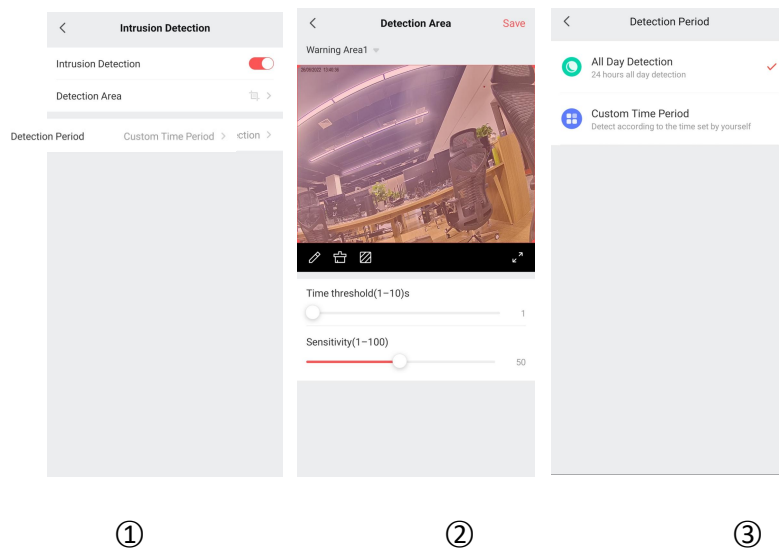 Intrusion Detection
Intrusion Detection
Detection Area
Detection Period Custom Time Period ction
Detection Area Save
Warning Area1
Time threshold(1–10)s
1
Sensitivity(1–100)
50
Detection Period
All Day Detection
24 hours all day detection
Custom Time Period
Detect according to the time set by yourself
① ② ③